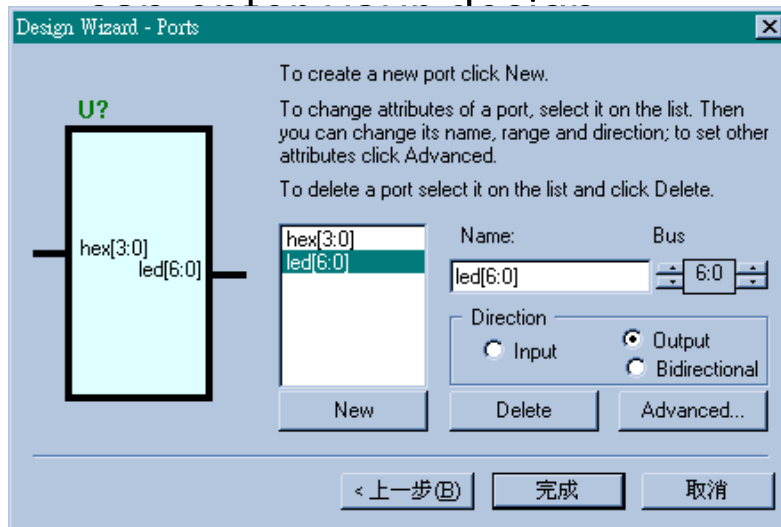 can enter your design
Design Wizard - Ports
To create a new port click New.
U?
To change attributes of a port, select it on the list. Then
you can change its name, range and direction; to set other
attributes click Advanced.
To delete a port select it on the list and click Delete.
hex[3:0]
led[6:0]
hex[3:0]
led[6:0]
Name:
Bus
led[6:0]
6:0
Direction
Input
Output
Bidirectional
New
Delete
Advanced...
<上一步(B)
完成
取消